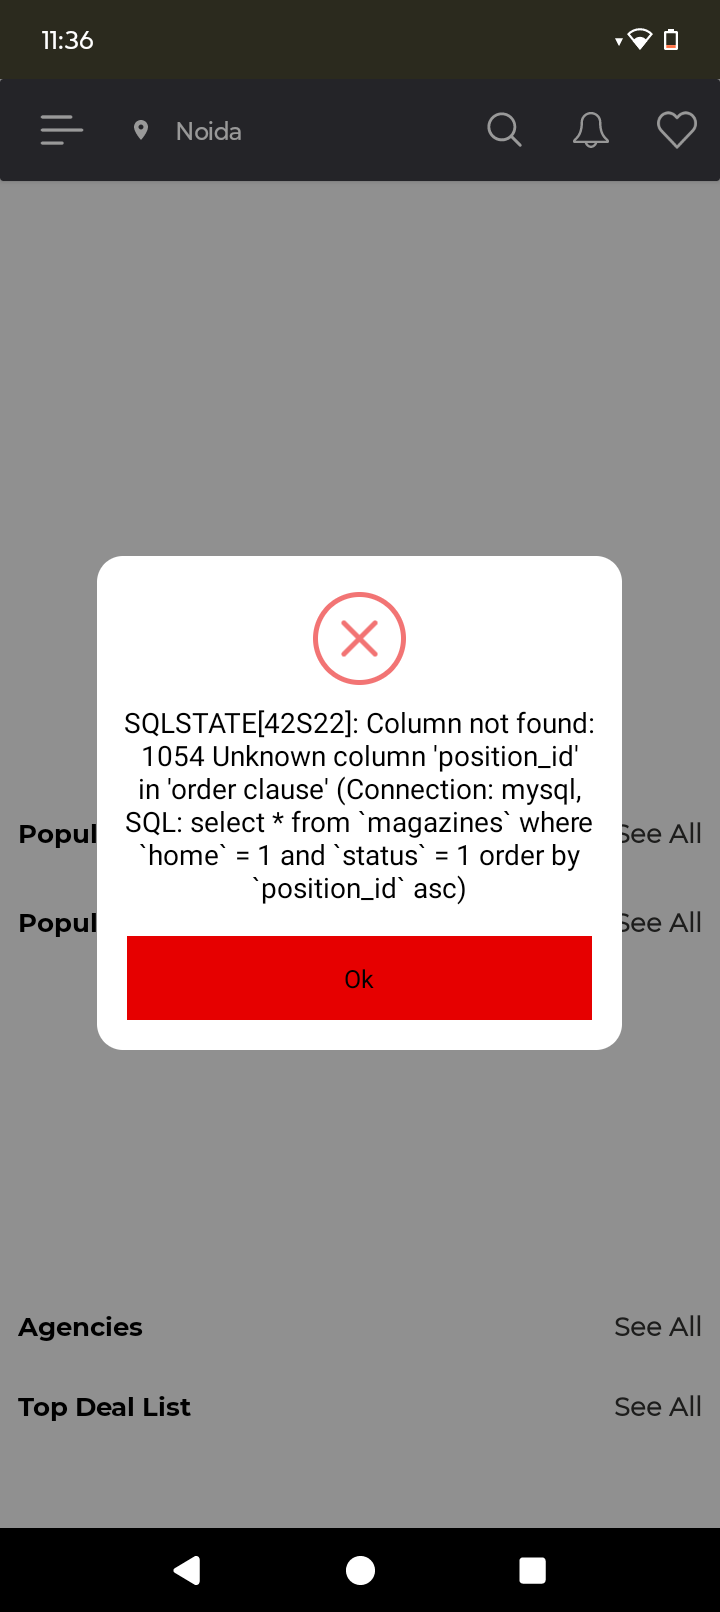 11:36
Noida
SQLSTATE[42S22]: Column not found:
1054 Unknown column 'position_id'
in 'order clause' (Connection: mysql,
SQL: select * from `magazines` where
`home` = 1 and `status` = 1 order by
`position_id` asc)
Ok
Popul See All
Popul See All
Agencies See All
Top Deal List See All